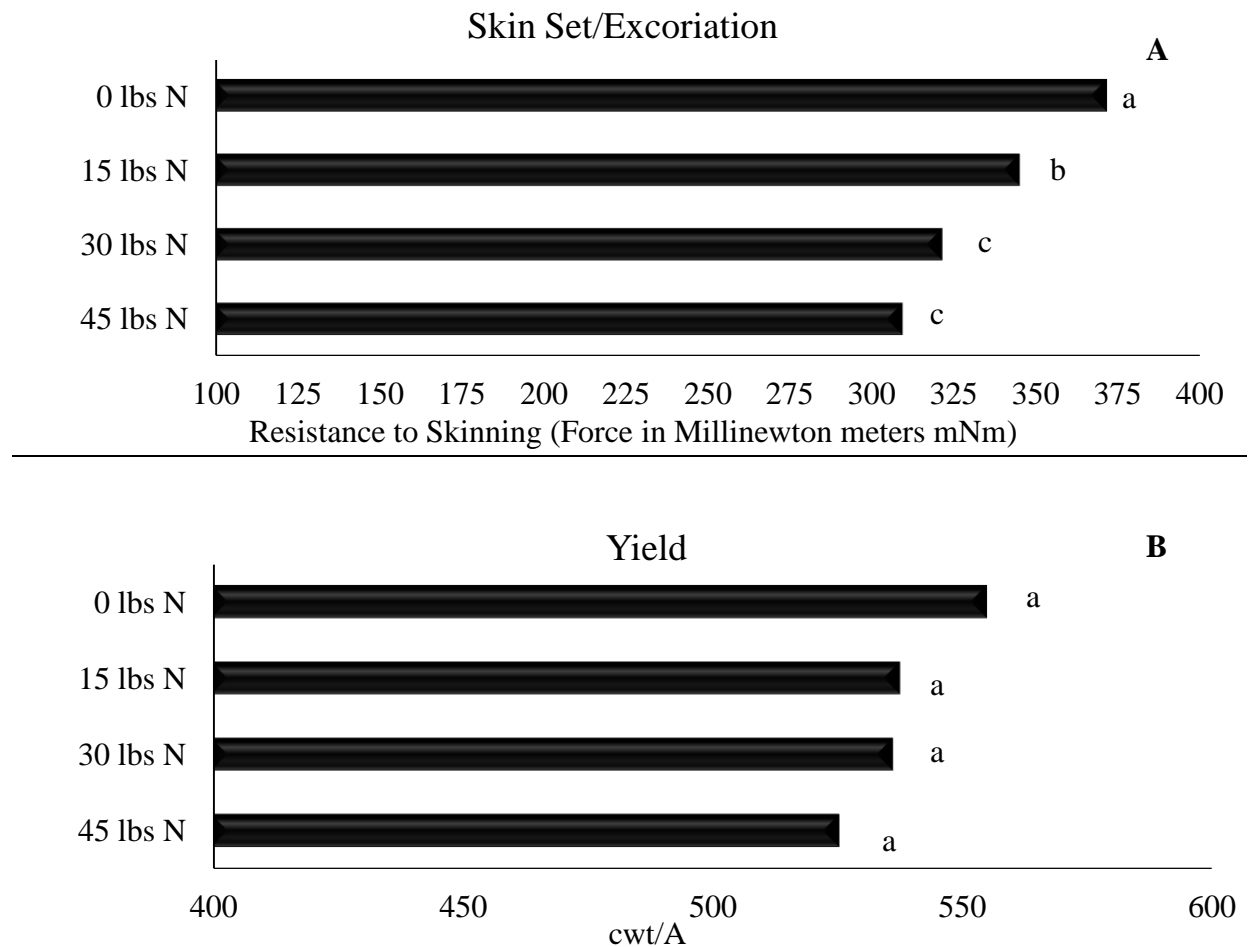 Skin Set/Excoriation
A
0 lbs N
a
15 lbs N
b
30 lbs N
c
45 lbs N
c
100 125 150 175 200 225 250 275 300 325 350 375 400
Resistance to Skinning (Force in Millinewton meters mNm)
Yield
B
0 lbs N
a
15 lbs N
a
30 lbs N
a
45 lbs N
a
400 450 500 550 600
cwt/A